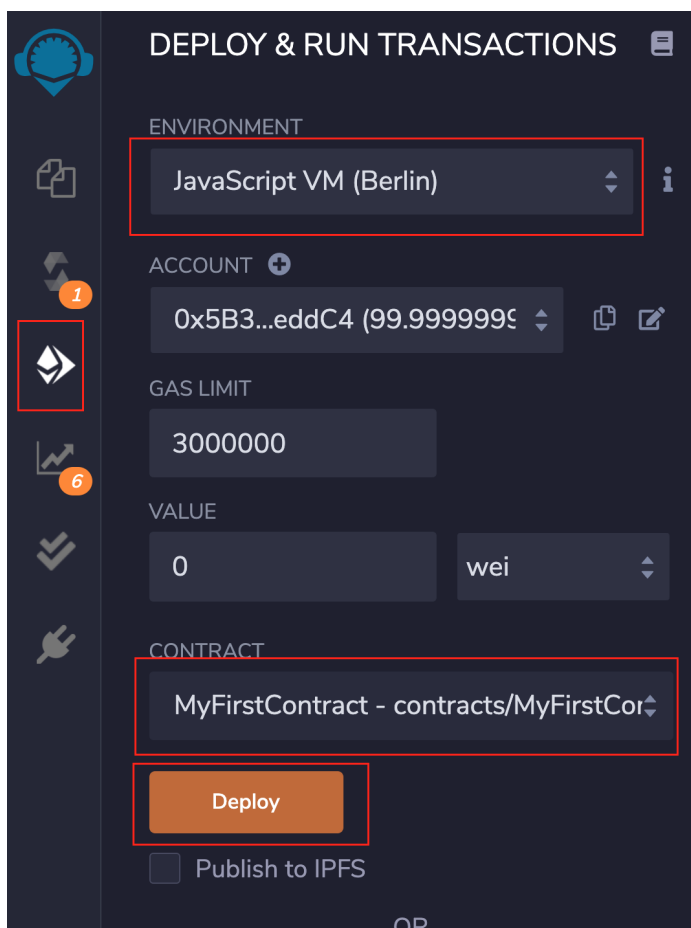 DEPLOY & RUN TRANSACTIONS
ENVIRONMENT
JavaScript VM (Berlin)
ACCOUNT
1
0x5B3...eddC4 (99.9999999
GAS LIMIT
3000000
6
VALUE
0
wei
CONTRACT
MyFirstContract - contracts/MyFirstCor
Deploy
Publish to IPFS
OR